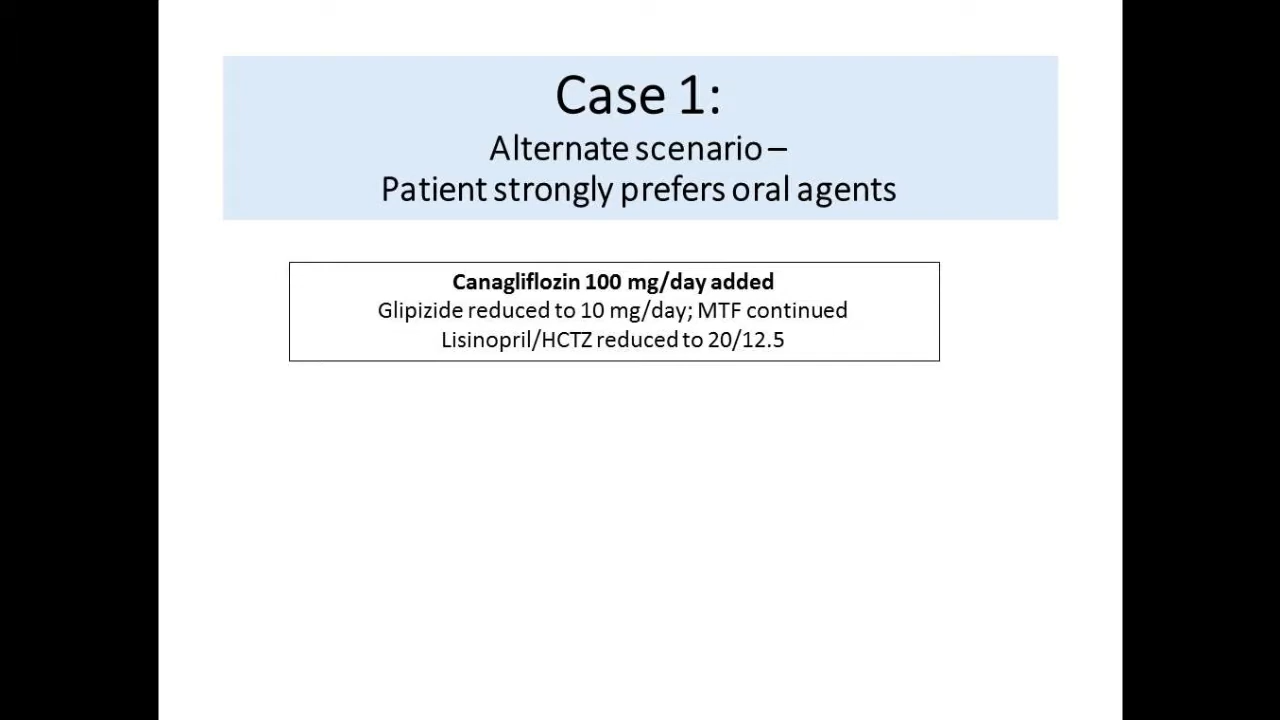 Case 1:
Alternate scenario –
Patient strongly prefers oral agents
Canagliflozin 100 mg/day added
Glipizide reduced to 10 mg/day; MTF continued
Lisinopril/HCTZ reduced to 20/12.5